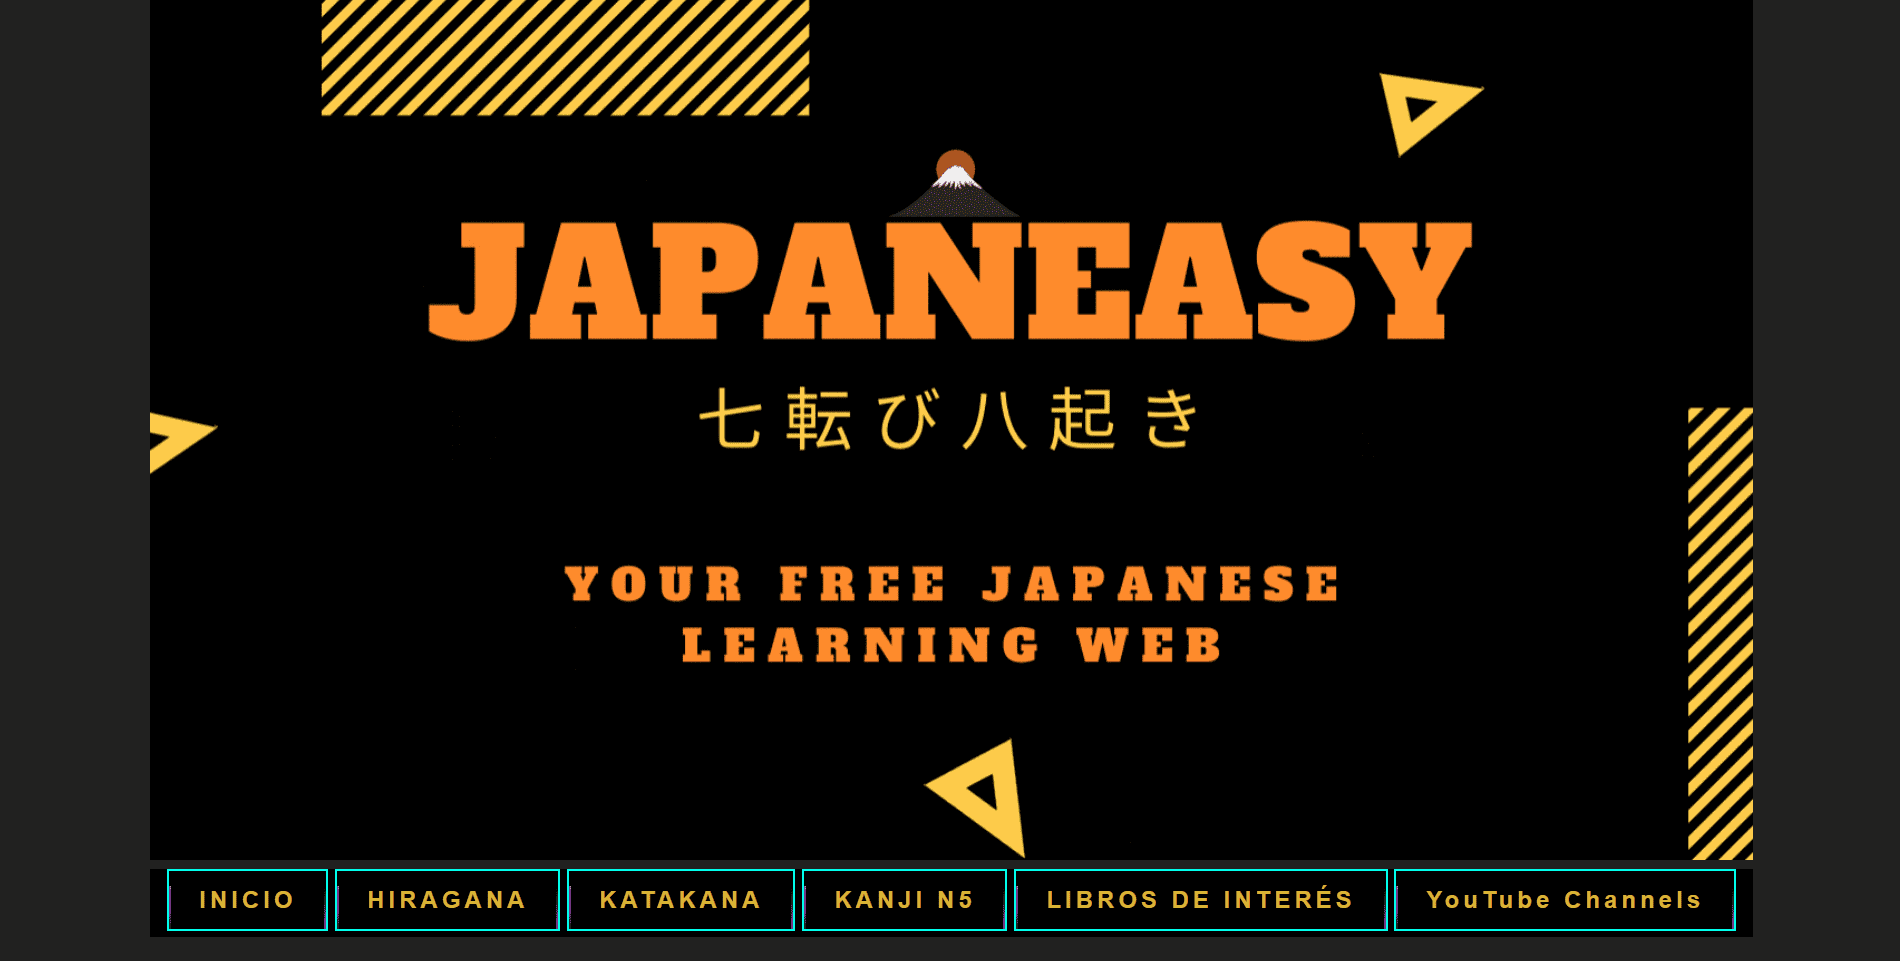 JAPANEASY
七転び八起き
YOUR FREE JAPANESE
LEARNING WEB
INICIO HIRAGANA KATAKANA KANJI N5 LIBROS DE INTERÉS YouTube Channels